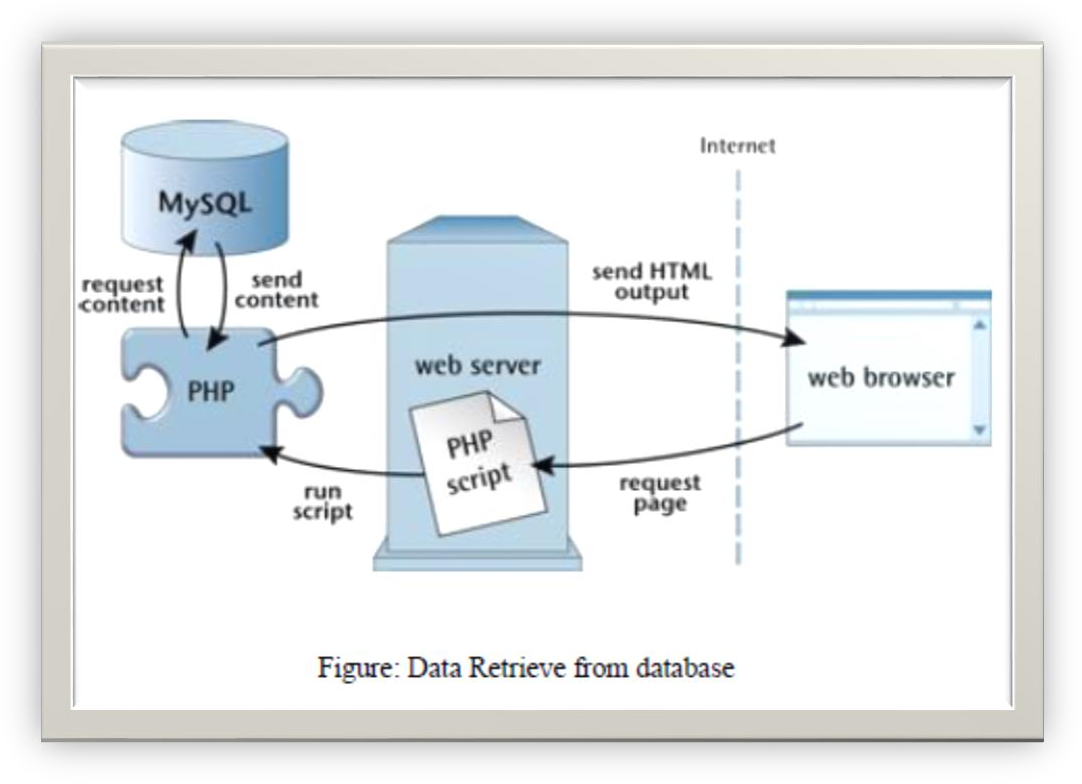 Internet
MySQL
request
content
send
content
send HTML
output
web server
web browser
PHP
PHP
script
run
script
request
page
Figure: Data Retrieve from database